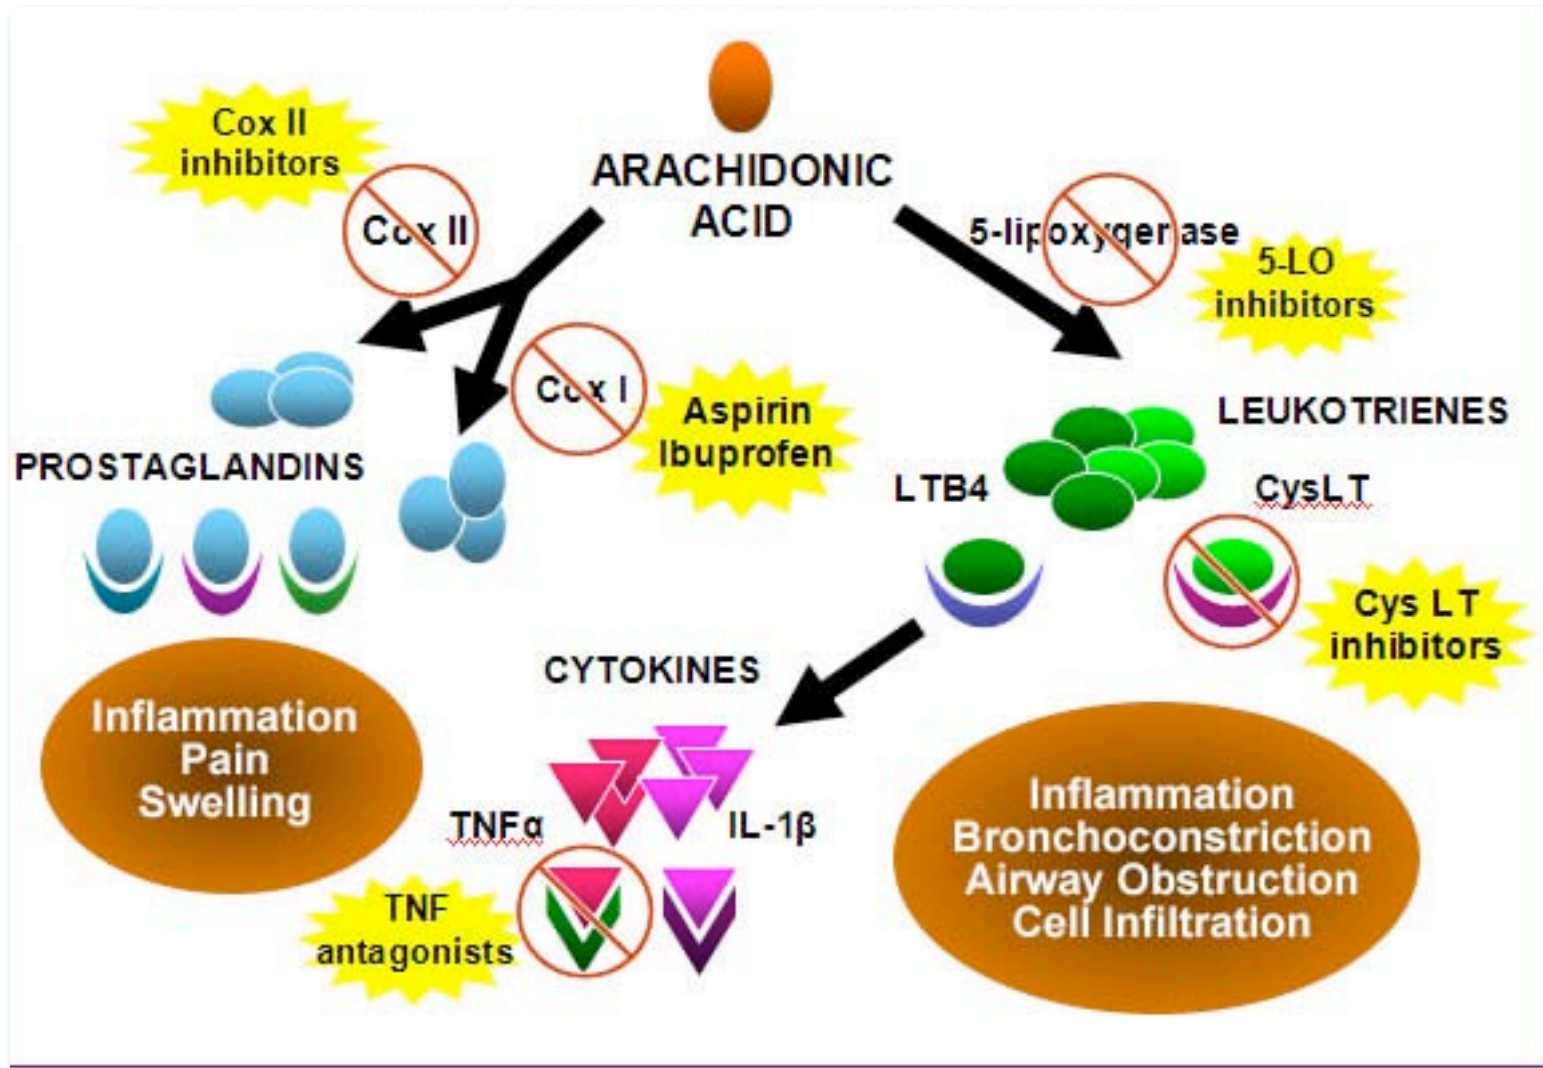 Cox II
inhibitors
Cox II
ARACHIDONIC
ACID
5-lipoxygenase
5-LO
inhibitors
Cox I
Aspirin
Ibuprofen
PROSTAGLANDINS
LEUKOTRIENES
LTB4
CysLT
Cys LT
inhibitors
CYTOKINES
Inflammation
Pain
Swelling
TNFα
IL-1β
TNF
antagonists
Inflammation
Bronchoconstriction
Airway Obstruction
Cell Infiltration